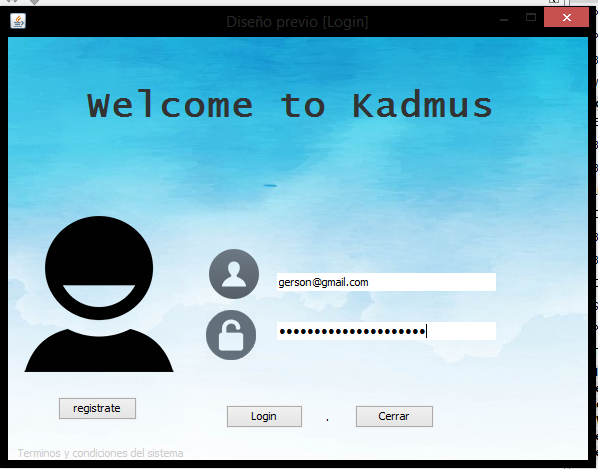 Diseño previo [Login]
Welcome to Kadmus
gerson@gmail.com
•••••••••••••••••••••
registrate
Login
.
Cerrar
Terminos y condiciones del sistema